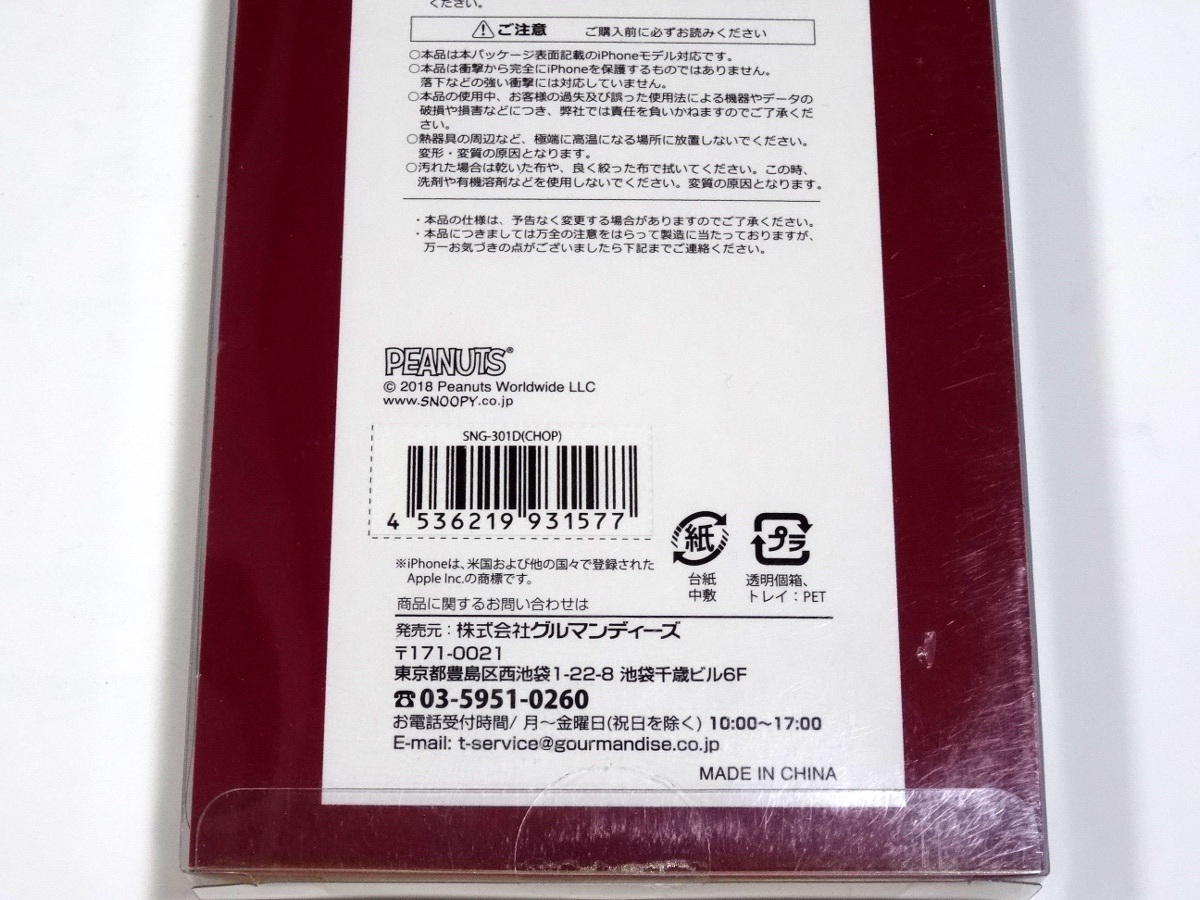 ください。
⚠ご注意 ご購入前に必ずお読みください
○本品は本パッケージ表面記載のiPhoneモデル対応です。
○本品は衝撃から完全にiPhoneを保護するものではありません。
落下などの強い衝撃には対応していません。
○本品の使用中、お客様の過失及び誤った使用法による機器やデータの
破損や損害などにつき、弊社では責任を負いかねますのでご了承くだ
さい。
○熱器具の周辺など、極端に高温になる場所に放置しないでください。
変形・変質の原因となります。
○汚れた場合は乾いた布や、良く絞った布で拭いてください。この時、
洗剤や有機溶剤などを使用しないでください。変質の原因となります。
・本品の仕様は、予告なく変更する場合がありますのでご了承ください。
・本品につきましては万全の注意をはらって製造に当たっておりますが、
万一お気づきの点がございましたら下記までご連絡ください。
PEANUTS®
© 2018 Peanuts Worldwide LLC
www.SNOOPY.co.jp
SNG-301D(CHOP)
4 536219 931577
紙
台紙
中敷
プラ
透明個箱、
トレイ：PET
※iPhoneは、米国および他の国々で登録された
Apple Inc.の商標です。
商品に関するお問い合わせは
発売元：株式会社グルマンディーズ
〒171-0021
東京都豊島区西池袋1-22-8 池袋千歳ビル6F
☎03-5951-0260
お電話受付時間/ 月〜金曜日(祝日を除く) 10:00〜17:00
E-mail: t-service@gourmandise.co.jp
MADE IN CHINA